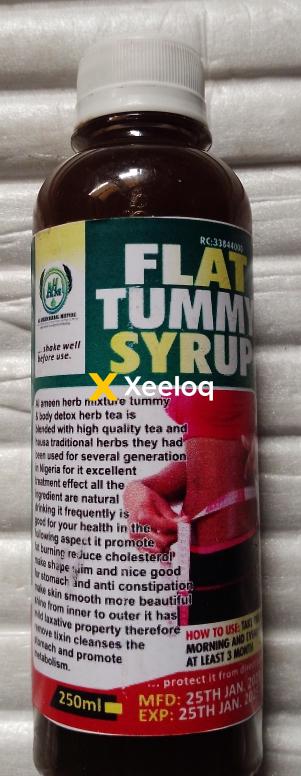 RC:33844000
FLAT
TUMMY
SYRUP
... shake well
before use.
Xeeloq
Al ameen herb mixture tummy
& body detox herb tea is
blended with high quality tea and
hausa traditional herbs they had
been used for several generation
in Nigeria for it excellent
treatment effect all the
ingredient are natural
drinking it frequently is
good for your health in the
following aspect it promote
fat burning reduce cholesterol
make shape slim and nice good
for stomach and anti constipation
make skin smooth more beautiful
shine from inner to outer it has
mild laxative property therefore
remove tixin cleanses the
stomach and promote
metabolism.
HOW TO USE: TAKE
MORNING AND
AT LEAST 3 MONTH
... protect it from
250ml
MFD: 25TH JAN.
EXP: 25TH JAN.